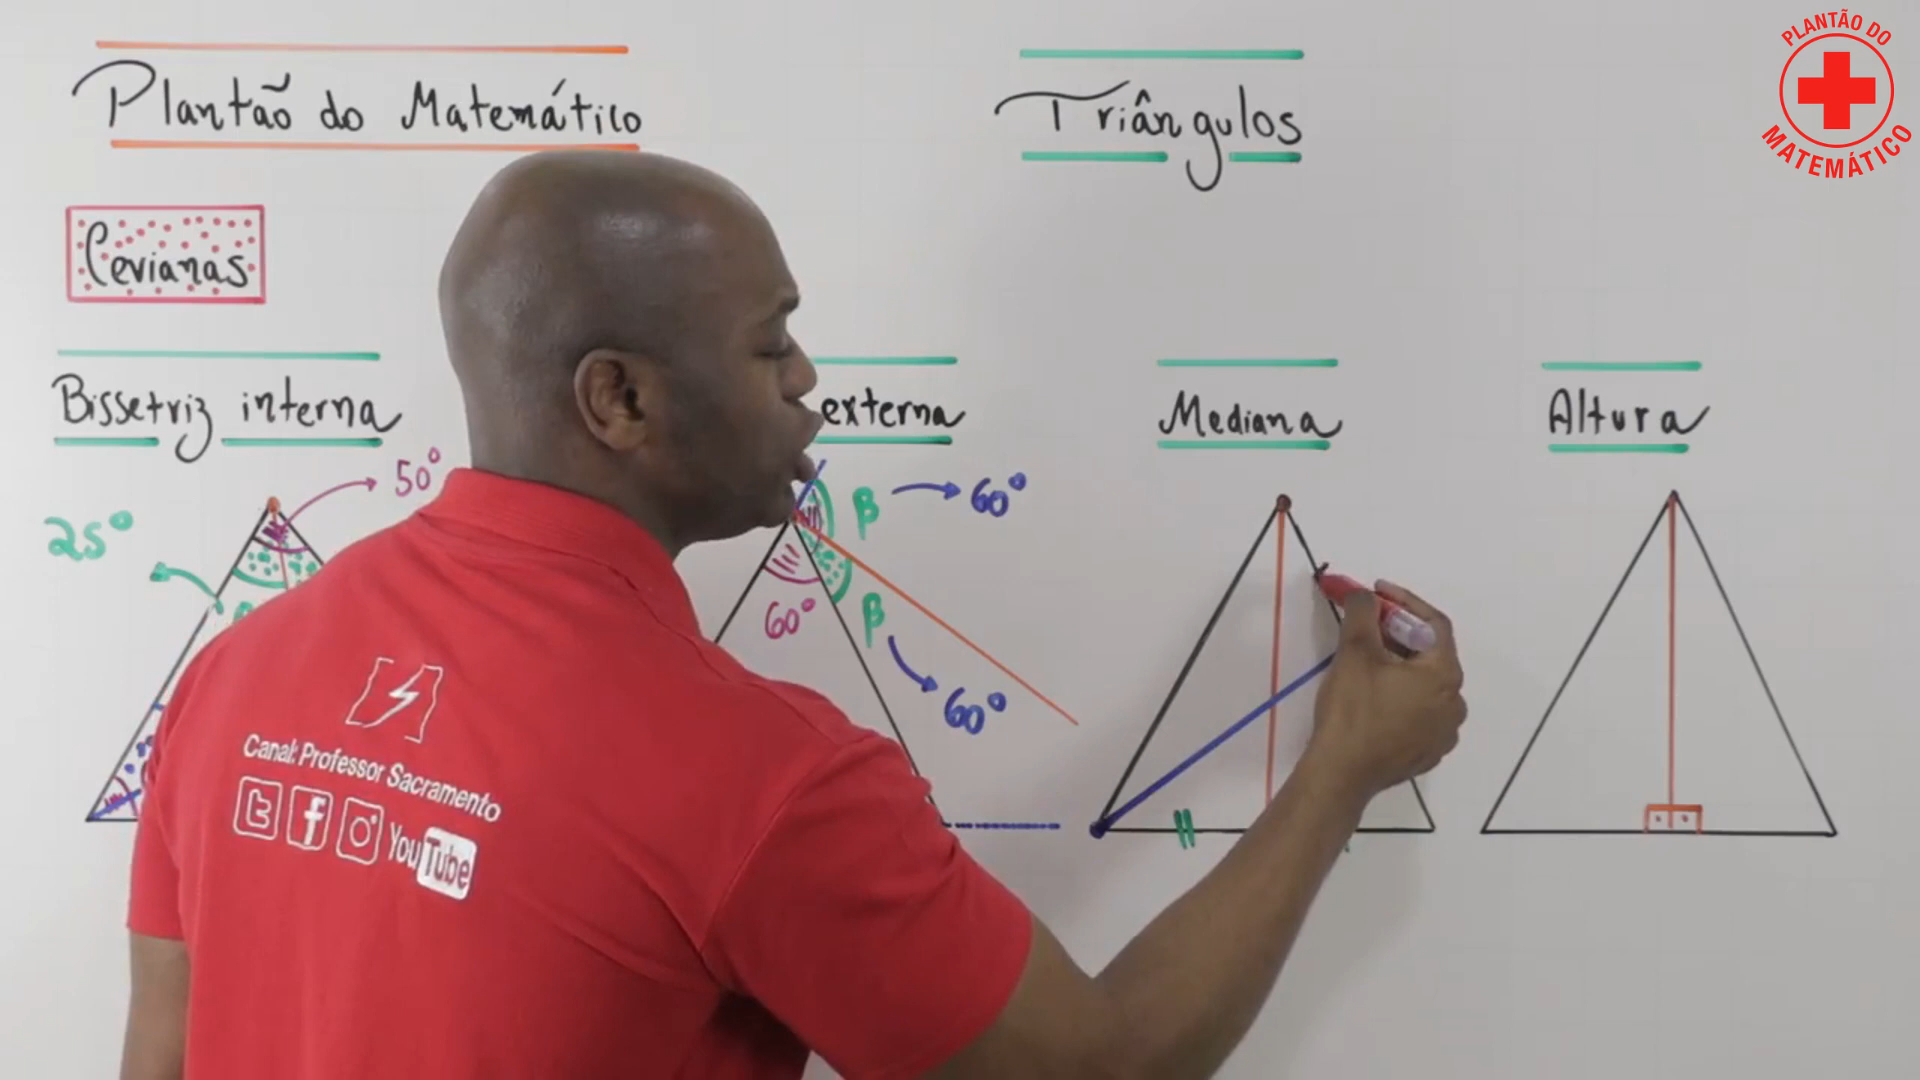 Plantão do Matemático
Triângulos
PLANTÃO DO
MATEMÁTICO
Cevianas
Bissetriz interna
externa
Mediana
Altura
50°
25°
β
60°
60°
β
60°
Canal: Professor Sacramento
YouTube